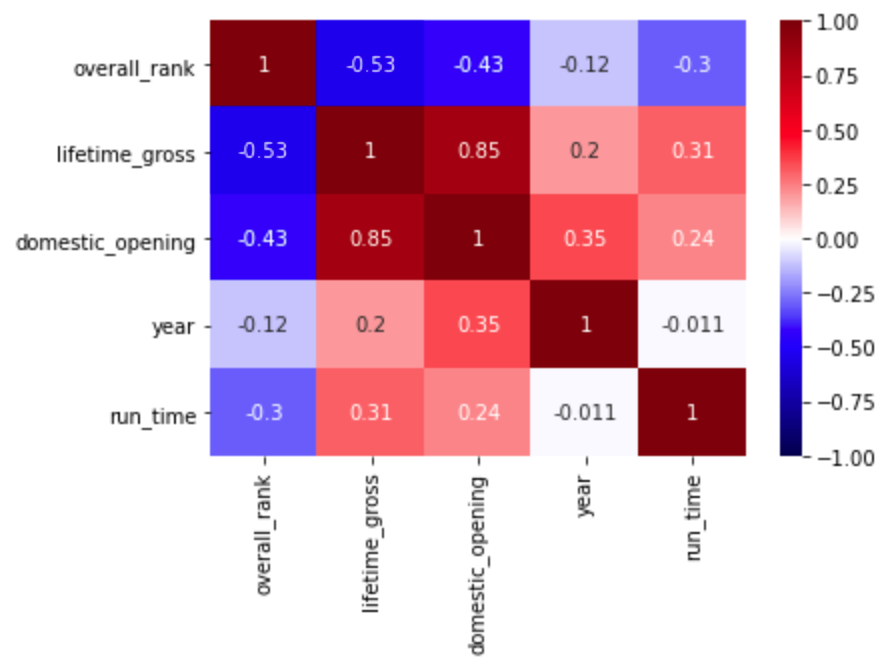 overall_rank 1 -0.53 -0.43 -0.12 -0.3
lifetime_gross -0.53 1 0.85 0.2 0.31
domestic_opening -0.43 0.85 1 0.35 0.24
year -0.12 0.2 0.35 1 -0.011
run_time -0.3 0.31 0.24 -0.011 1
overall_rank
lifetime_gross
domestic_opening
year
run_time
1.00
0.75
0.50
0.25
0.00
−0.25
−0.50
−0.75
−1.00